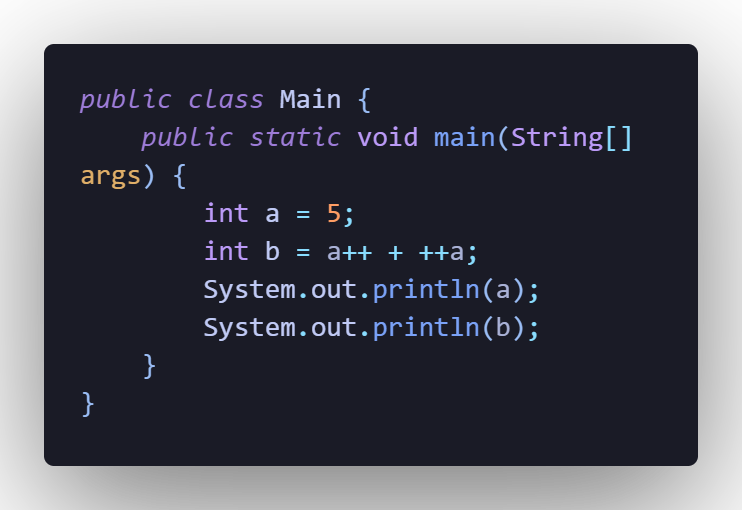 public class Main {
    public static void main(String[]
args) {
        int a = 5;
        int b = a++ + ++a;
        System.out.println(a);
        System.out.println(b);
    }
}